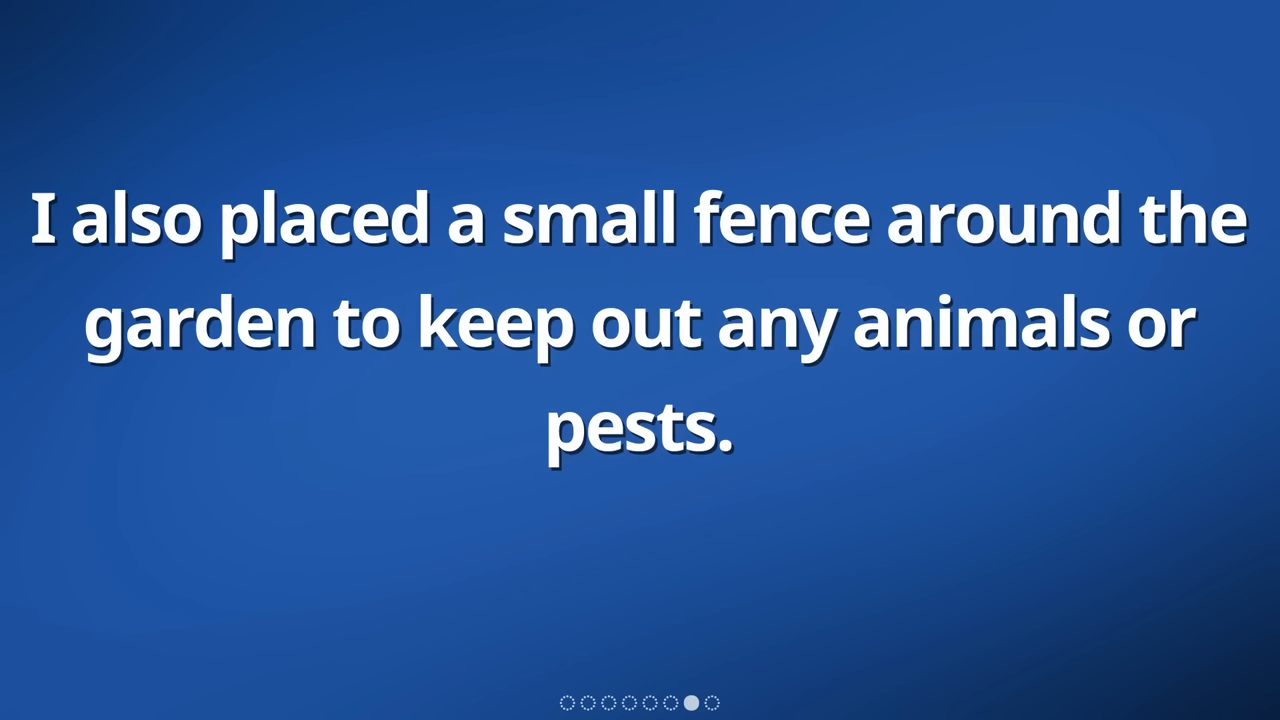 I also placed a small fence around the
garden to keep out any animals or
pests.